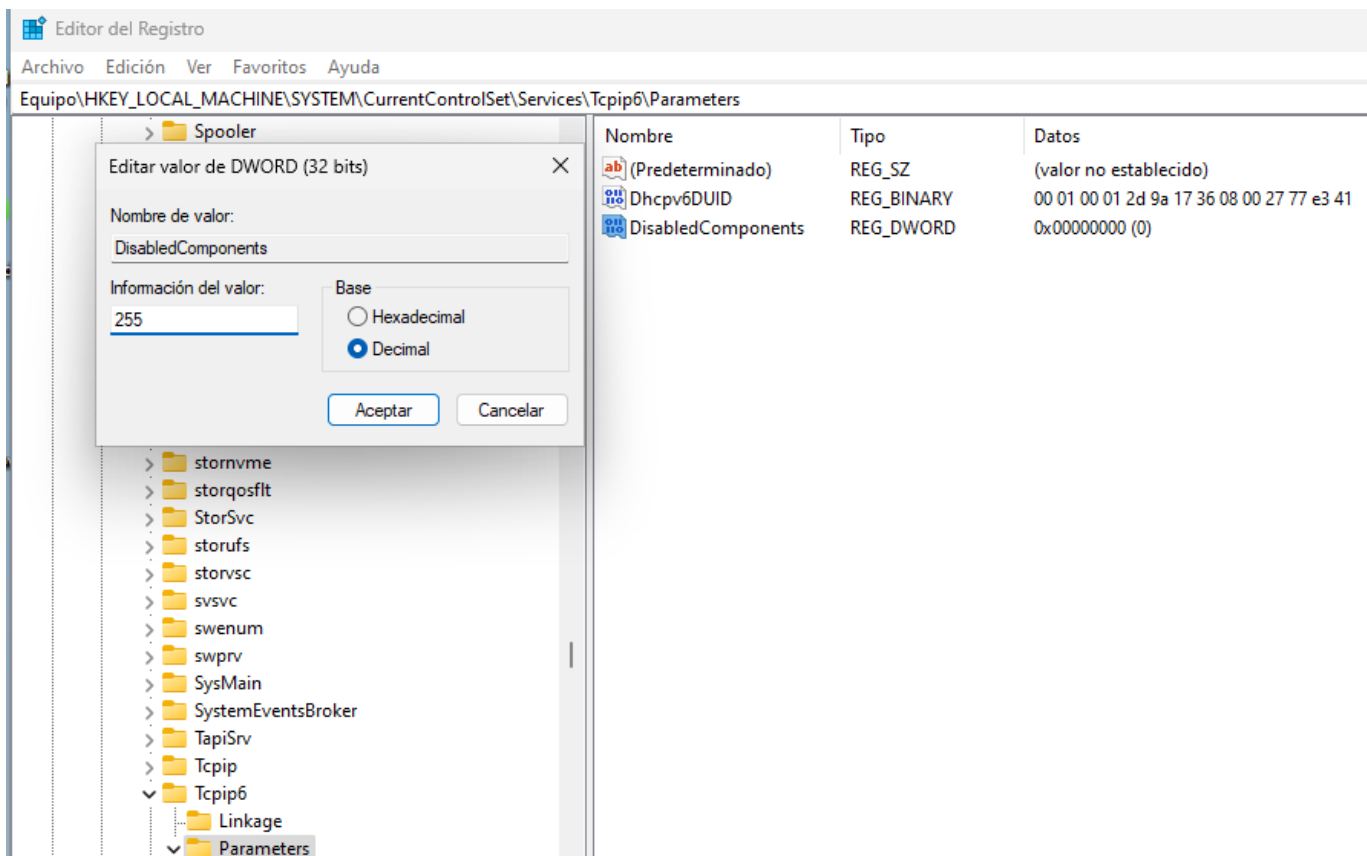 Editor del Registro
Archivo Edición Ver Favoritos Ayuda
Equipo\HKEY_LOCAL_MACHINE\SYSTEM\CurrentControlSet\Services\Tcpip6\Parameters
Spooler
Editar valor de DWORD (32 bits)
Nombre de valor:
DisabledComponents
Información del valor:
255
Base
Hexadecimal
Decimal
Aceptar Cancelar
stornvme
storqosflt
StorSvc
storufs
storvsc
svsvc
swenum
swprv
SysMain
SystemEventsBroker
TapiSrv
Tcpip
Tcpip6
Linkage
Parameters
Nombre Tipo Datos
(Predeterminado) REG_SZ (valor no establecido)
Dhcpv6DUID REG_BINARY 00 01 00 01 2d 9a 17 36 08 00 27 77 e3 41
DisabledComponents REG_DWORD 0x00000000 (0)